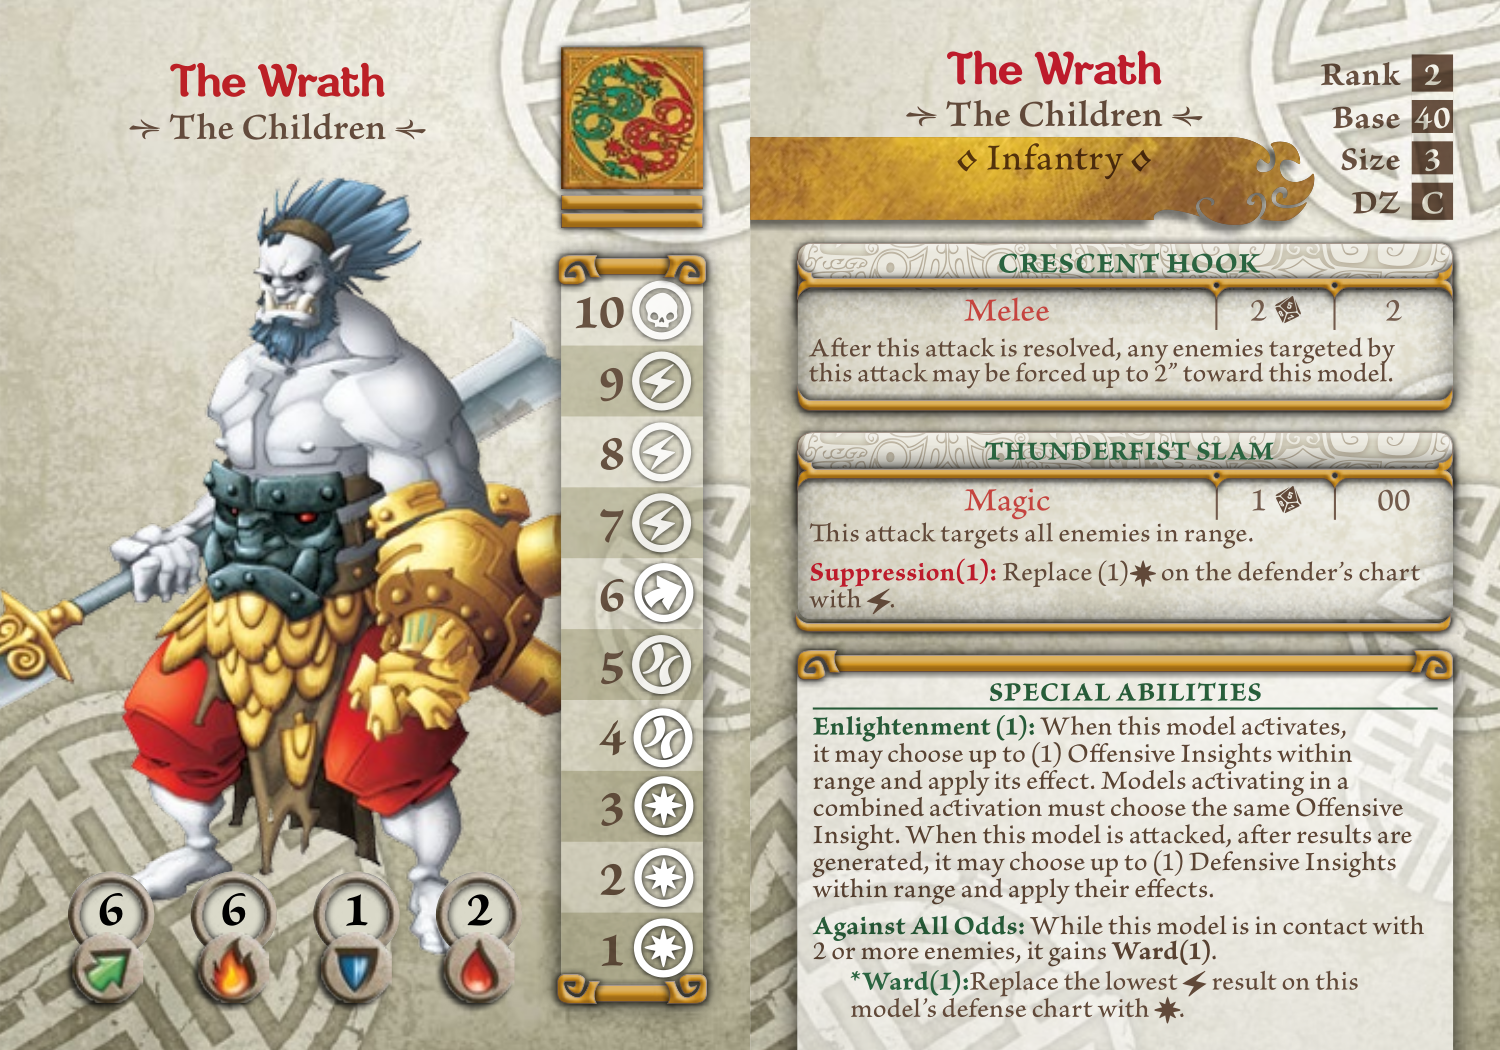 The Wrath
The Children
10
9
8
7
6
5
4
3
2
1
6 6 1 2
The Wrath
The Children
Infantry
Rank 2
Base 40
Size 3
DZ C
CRESCENT HOOK
Melee 2 2
After this attack is resolved, any enemies targeted by
this attack may be forced up to 2” toward this model.
THUNDERFIST SLAM
Magic 1 00
This attack targets all enemies in range.
Suppression(1): Replace (1) on the defender’s chart
with .
SPECIAL ABILITIES
Enlightenment (1): When this model activates,
it may choose up to (1) Offensive Insights within
range and apply its effect. Models activating in a
combined activation must choose the same Offensive
Insight. When this model is attacked, after results are
generated, it may choose up to (1) Defensive Insights
within range and apply their effects.
Against All Odds: While this model is in contact with
2 or more enemies, it gains Ward(1).
*Ward(1):Replace the lowest result on this
model’s defense chart with .